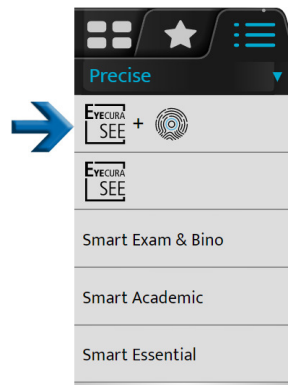 Precise
EYECURA
SEE +
EYECURA
SEE
Smart Exam & Bino
Smart Academic
Smart Essential